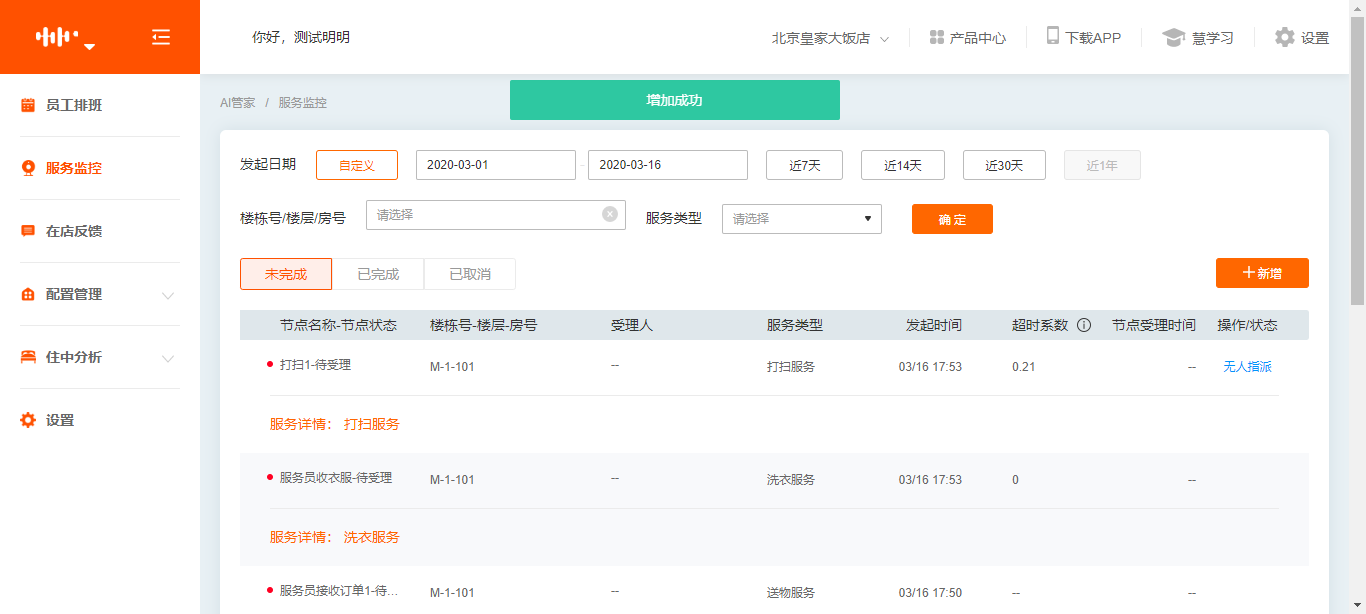 你好，测试明明
北京皇家大饭店
产品中心
下载APP
慧学习
设置
员工排班
服务监控
在店反馈
配置管理
住中分析
设置
AI管家 / 服务监控
增加成功
发起日期 自定义 2020-03-01 - 2020-03-16 近7天 近14天 近30天 近1年
楼栋号/楼层/房号 请选择 服务类型 请选择 确 定
未完成 已完成 已取消 新增
节点名称-节点状态 楼栋号-楼层-房号 受理人 服务类型 发起时间 超时系数 节点受理时间 操作/状态
打扫1-待受理 M-1-101 -- 打扫服务 03/16 17:53 0.21 -- 无人指派
服务详情： 打扫服务
服务员收衣服-待受理 M-1-101 -- 洗衣服务 03/16 17:53 0 --
服务详情： 洗衣服务
服务员接收订单1-待... M-1-101 -- 送物服务 03/16 17:50 -- --